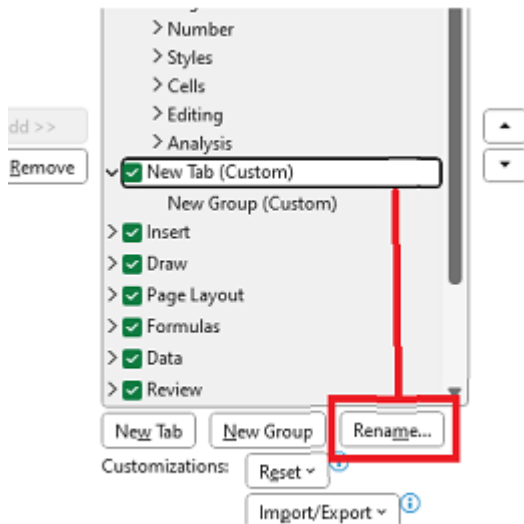 Number
Styles
Cells
Editing
dd >>
Analysis
Remove
New Tab (Custom)
New Group (Custom)
Insert
Draw
Page Layout
Formulas
Data
Review
New Tab
New Group
Rename...
Customizations:
Reset
Import/Export